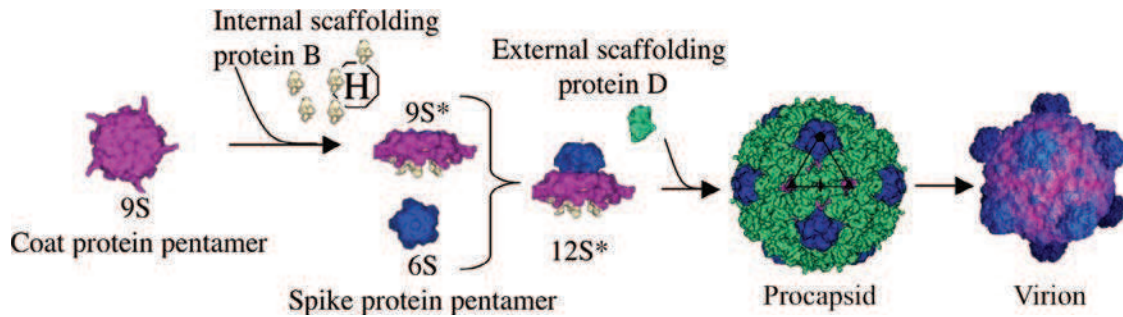 Internal scaffolding
protein B
H
External scaffolding
protein D
9S*
9S
Coat protein pentamer
6S
Spike protein pentamer
12S*
Procapsid
Virion